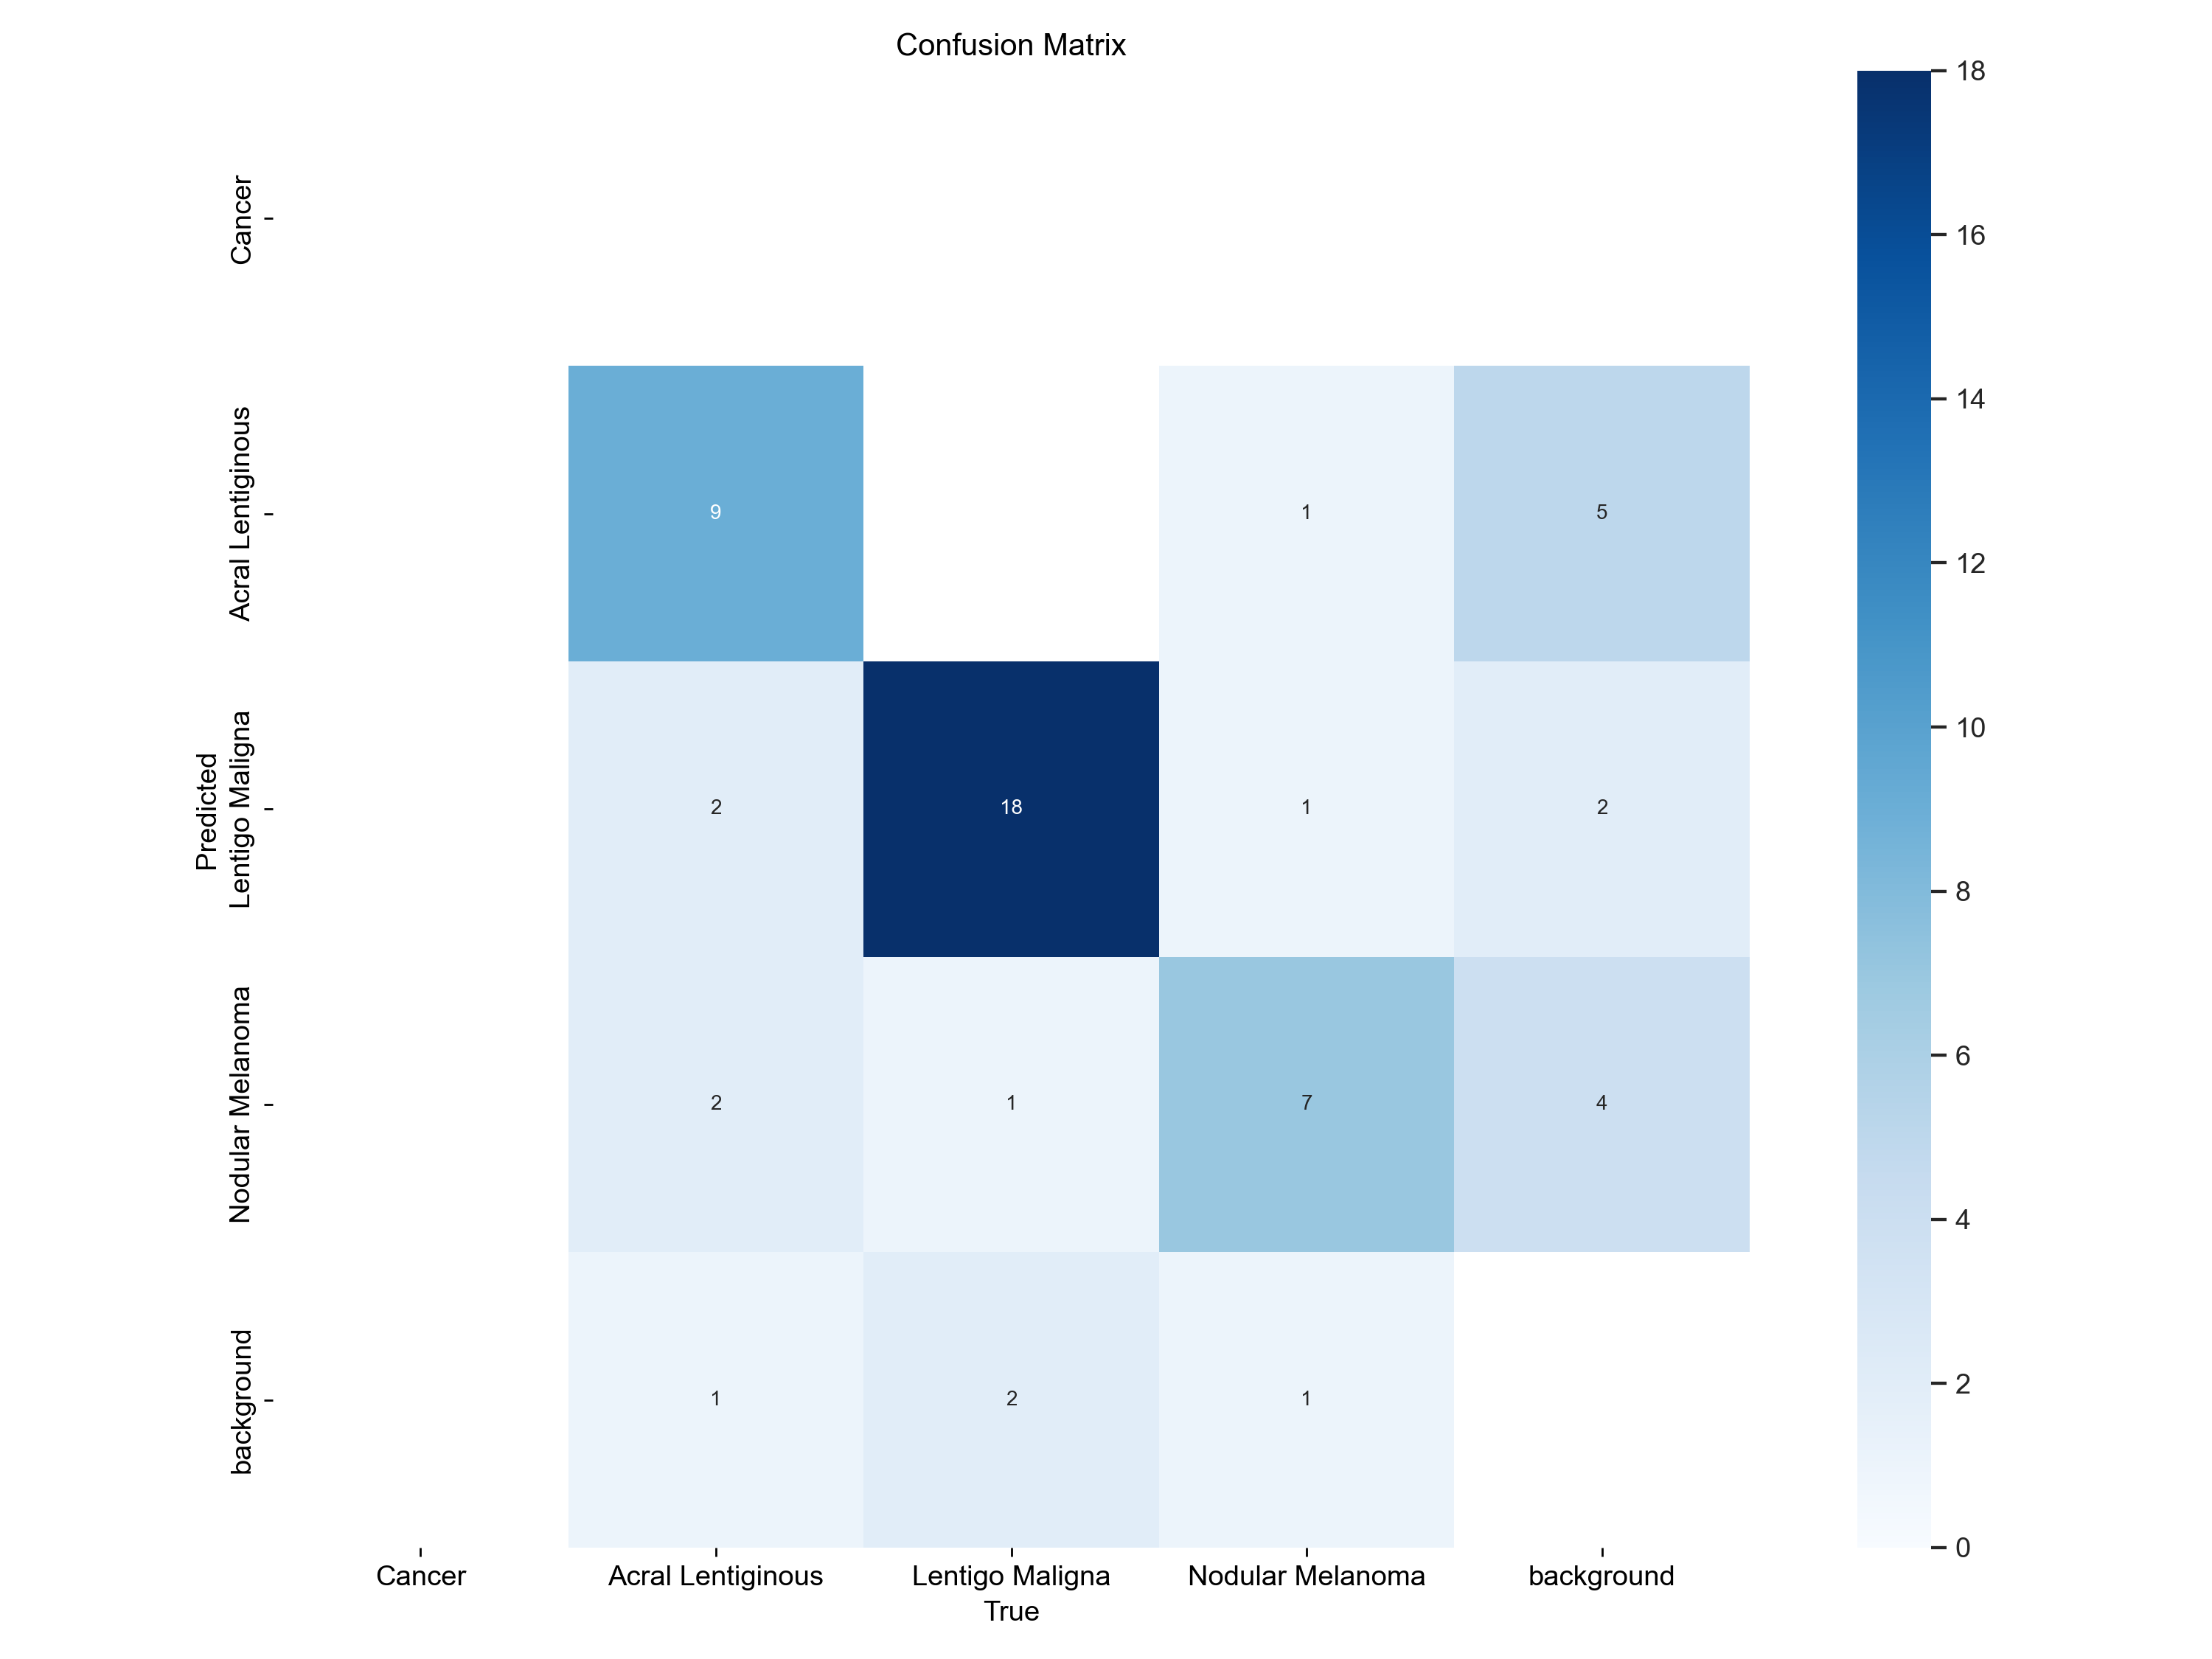 Confusion Matrix
Cancer
Acral Lentiginous
Lentigo Maligna
Nodular Melanoma
background
Predicted
9 1 5
2 18 1 2
2 1 7 4
1 2 1
Cancer Acral Lentiginous Lentigo Maligna Nodular Melanoma background
True
18
16
14
12
10
8
6
4
2
0